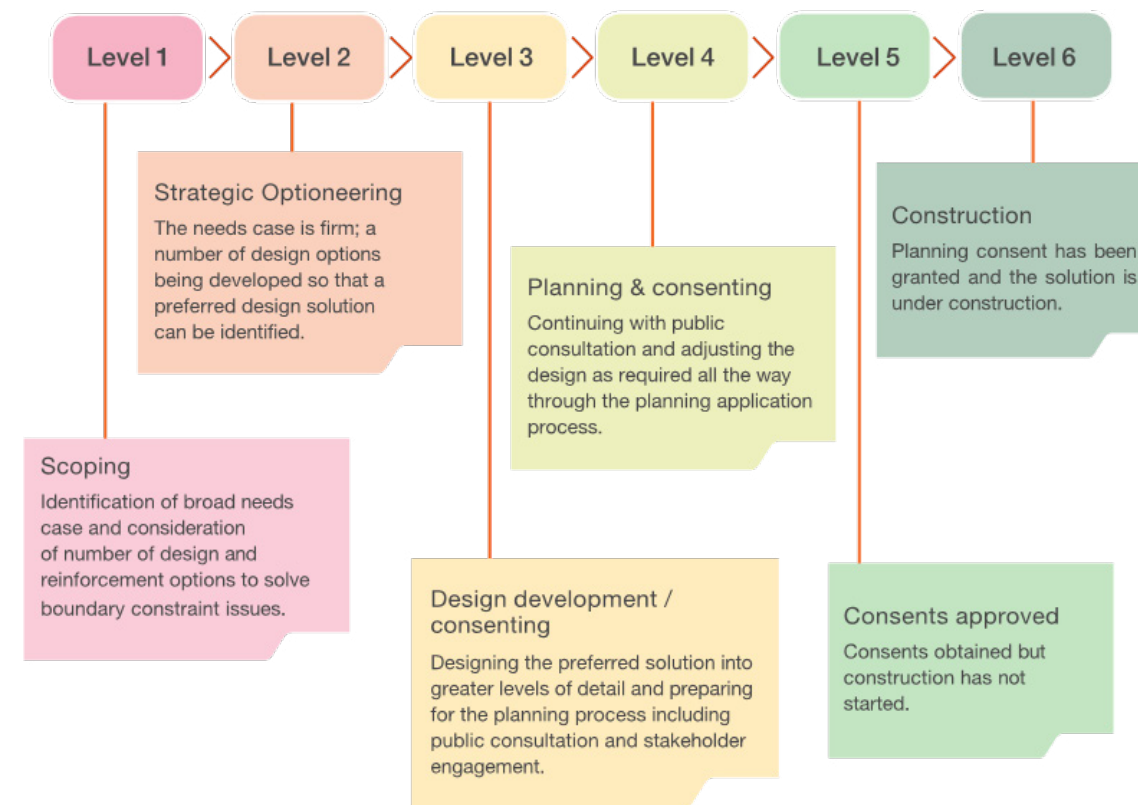 Level 1
Level 2
Level 3
Level 4
Level 5
Level 6
Strategic Optioneering
The needs case is firm; a
number of design options
being developed so that a
preferred design solution
can be identified.
Construction
Planning consent has been
granted and the solution is
under construction.
Planning & consenting
Continuing with public
consultation and adjusting the
design as required all the way
through the planning application
process.
Scoping
Identification of broad needs
case and consideration
of number of design and
reinforcement options to solve
boundary constraint issues.
Design development /
consenting
Designing the preferred solution into
greater levels of detail and preparing
for the planning process including
public consultation and stakeholder
engagement.
Consents approved
Consents obtained but
construction has not
started.